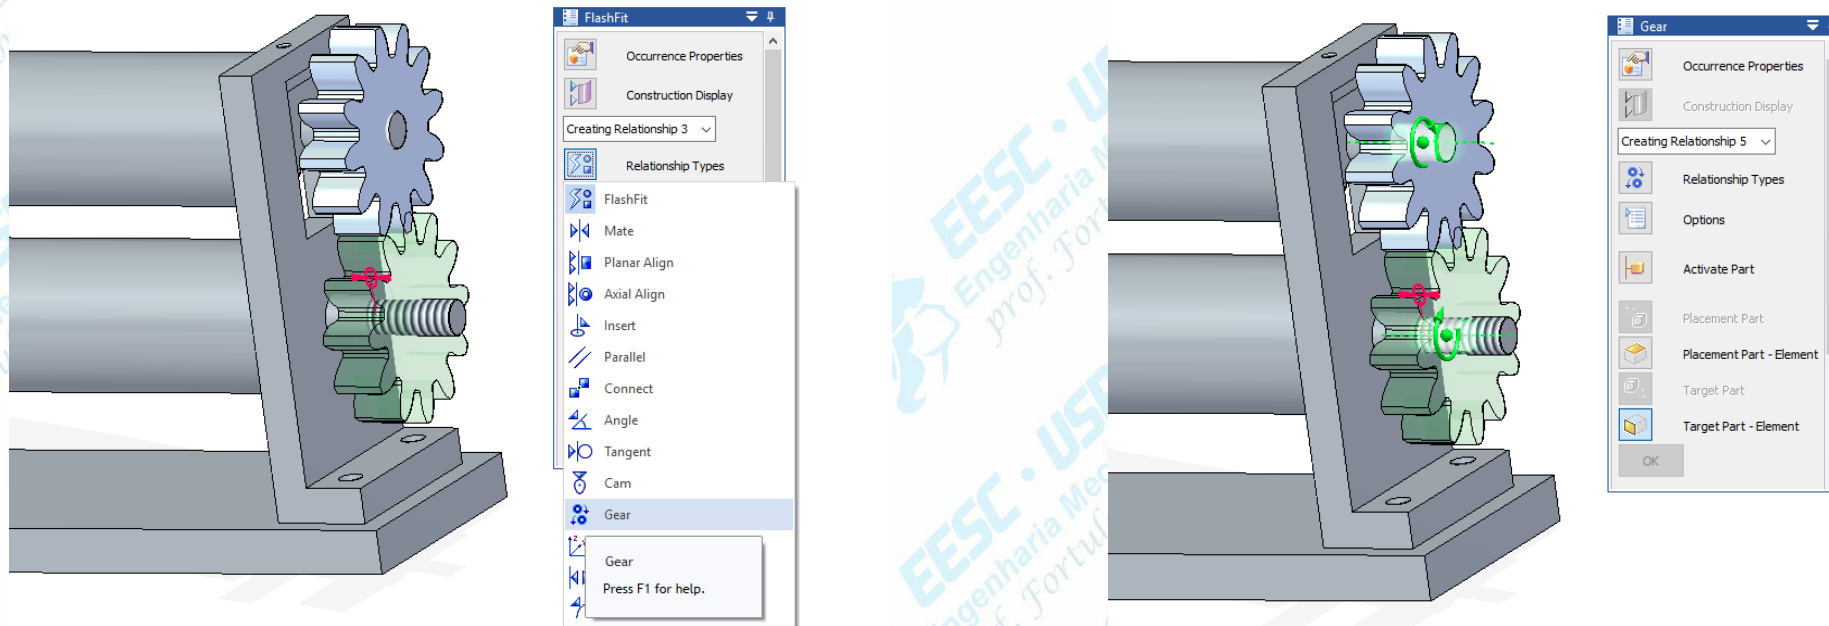 FlashFit
Occurrence Properties
Construction Display
Creating Relationship 3
Relationship Types
FlashFit
Mate
Planar Align
Axial Align
Insert
Parallel
Connect
Angle
Tangent
Cam
Gear
Gear
Press F1 for help.
EESC · US
Engenharia M
prof. Fort
EESC · USP
Engenharia Mec
f. Fortul
Gear
Occurrence Properties
Construction Display
Creating Relationship 5
Relationship Types
Options
Activate Part
Placement Part
Placement Part - Element
Target Part
Target Part - Element
OK